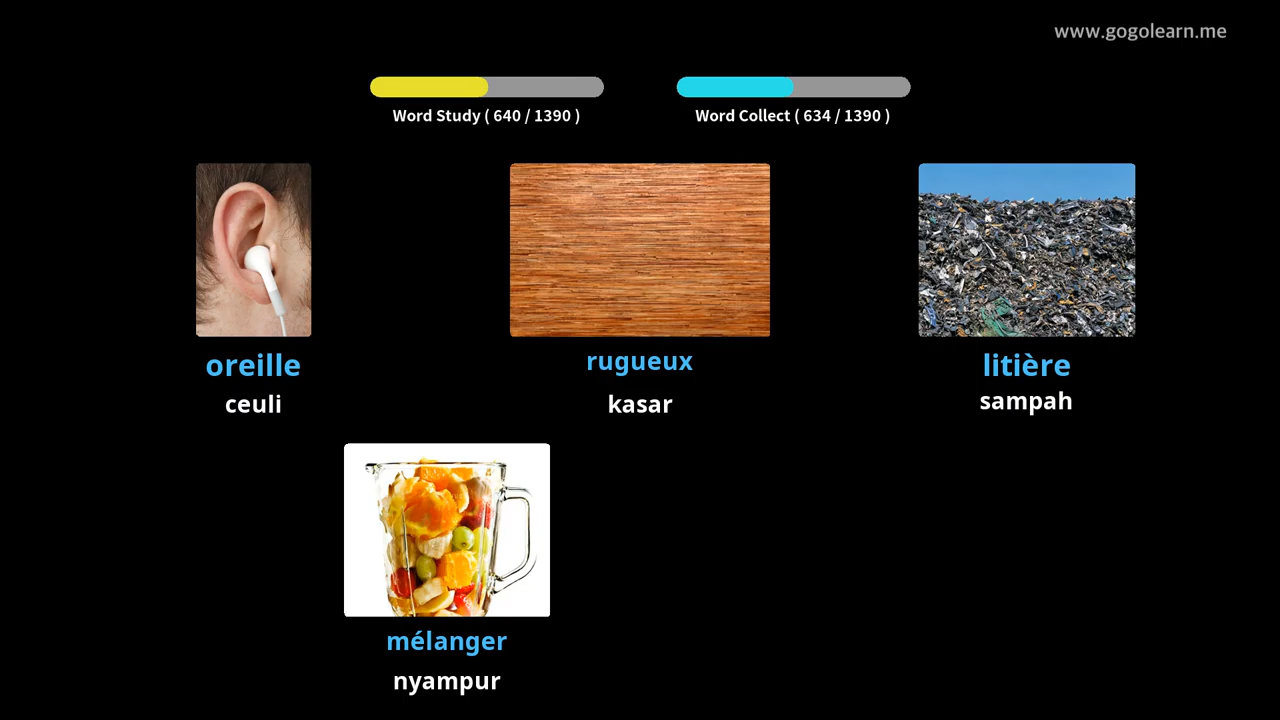 www.gogolearn.me
Word Study ( 640 / 1390 )
Word Collect ( 634 / 1390 )
oreille
ceuli
rugueux
kasar
litière
sampah
mélanger
nyampur